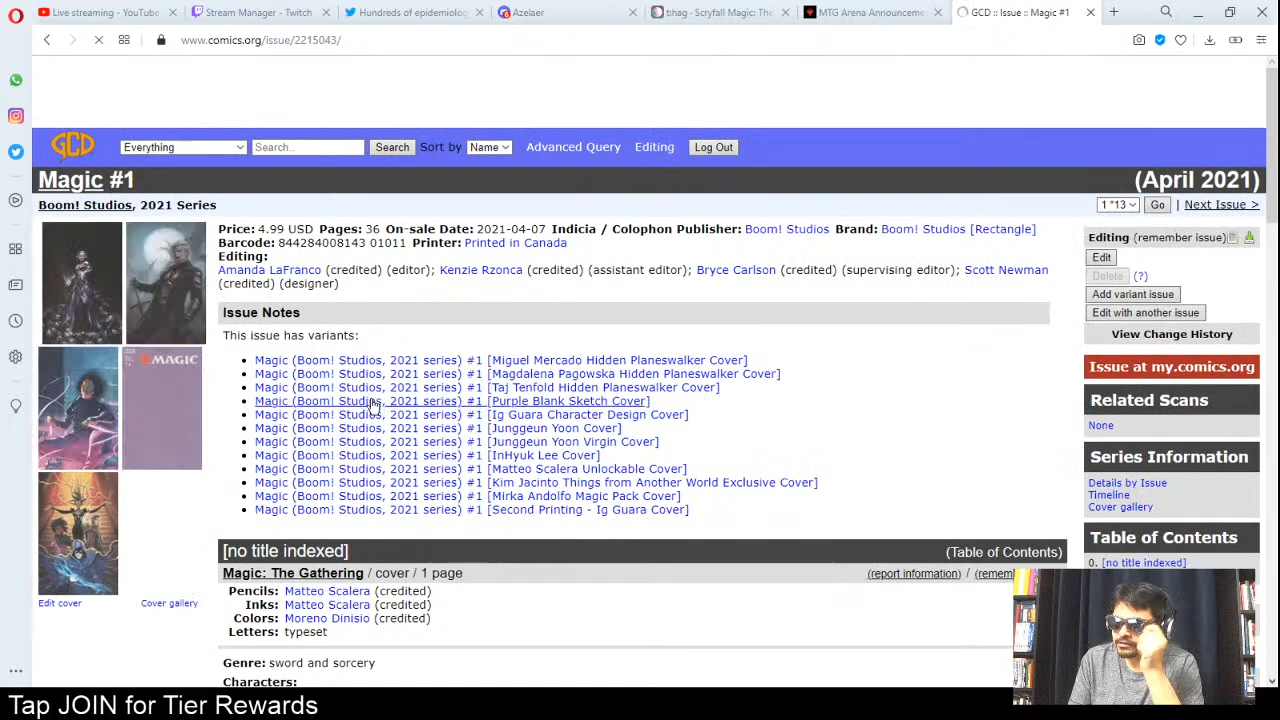 Live streaming - YouTube
Stream Manager - Twitch
Hundreds of epidemiolog
Azelaer
t:hag - Scryfall Magic: The
MTG Arena Announceme
GCD :: Issue :: Magic #1
www.comics.org/issue/2215043/
GCD
Everything
Search..
Search
Sort by
Name
Advanced Query
Editing
Log Out
Magic #1
(April 2021)
Boom! Studios, 2021 Series
1 *13
Go
| Next Issue >
Price: 4.99 USD Pages: 36 On-sale Date: 2021-04-07 Indicia / Colophon Publisher: Boom! Studios Brand: Boom! Studios [Rectangle]
Barcode: 844284008143 01011 Printer: Printed in Canada
Editing:
Amanda LaFranco (credited) (editor); Kenzie Rzonca (credited) (assistant editor); Bryce Carlson (credited) (supervising editor); Scott Newman
(credited) (designer)
Issue Notes
This issue has variants:
Magic (Boom! Studios, 2021 series) #1 [Miguel Mercado Hidden Planeswalker Cover]
Magic (Boom! Studios, 2021 series) #1 [Magdalena Pagowska Hidden Planeswalker Cover]
Magic (Boom! Studios, 2021 series) #1 [Taj Tenfold Hidden Planeswalker Cover]
Magic (Boom! Studios, 2021 series) #1 [Purple Blank Sketch Cover]
Magic (Boom! Studios, 2021 series) #1 [Ig Guara Character Design Cover]
Magic (Boom! Studios, 2021 series) #1 [Junggeun Yoon Cover]
Magic (Boom! Studios, 2021 series) #1 [Junggeun Yoon Virgin Cover]
Magic (Boom! Studios, 2021 series) #1 [InHyuk Lee Cover]
Magic (Boom! Studios, 2021 series) #1 [Matteo Scalera Unlockable Cover]
Magic (Boom! Studios, 2021 series) #1 [Kim Jacinto Things from Another World Exclusive Cover]
Magic (Boom! Studios, 2021 series) #1 [Mirka Andolfo Magic Pack Cover]
Magic (Boom! Studios, 2021 series) #1 [Second Printing - Ig Guara Cover]
MAGIC
Edit cover
Cover gallery
[no title indexed]
(Table of Contents)
Magic: The Gathering / cover / 1 page
(report information) / (remem
Pencils: Matteo Scalera (credited)
Inks: Matteo Scalera (credited)
Colors: Moreno Dinisio (credited)
Letters: typeset
Genre: sword and sorcery
Characters:
Editing (remember issue)
Edit
Delete (?)
Add variant issue
Edit with another issue
View Change History
Issue at my.comics.org
Related Scans
None
Series Information
Details by Issue
Timeline
Cover gallery
Table of Contents
0. [no title indexed]
Tap JOIN for Tier Rewards